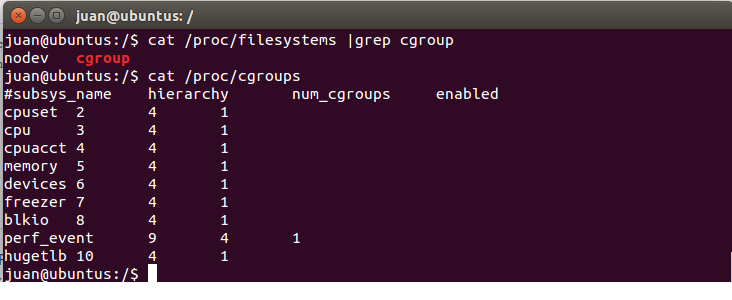 juan@ubuntus: /
juan@ubuntus:/$ cat /proc/filesystems |grep cgroup
nodev   cgroup
juan@ubuntus:/$ cat /proc/cgroups
#subsys_name    hierarchy       num_cgroups     enabled
cpuset  2       4       1
cpu     3       4       1
cpuacct 4       4       1
memory  5       4       1
devices 6       4       1
freezer 7       4       1
blkio   8       4       1
perf_event      9       4       1
hugetlb 10      4       1
juan@ubuntus:/$